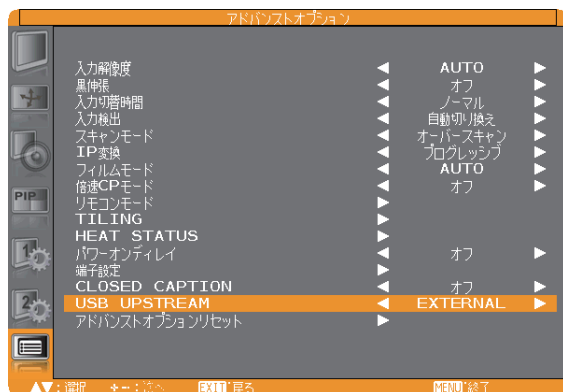 アドバンストオプション
入力解像度 AUTO
黒伸張 オフ
入力切替時間 ノーマル
入力検出 自動切り換え
スキャンモード オーバースキャン
IP変換 プログレッシブ
フィルムモード AUTO
倍速CPモード オフ
リモコンモード
TILING
HEAT STATUS
パワーオンディレイ オフ
端子設定
CLOSED CAPTION オフ
USB UPSTREAM EXTERNAL
アドバンストオプションリセット
PIP
1
2
▲▼:選択 +-:次へ EXIT:戻る MENU:終了